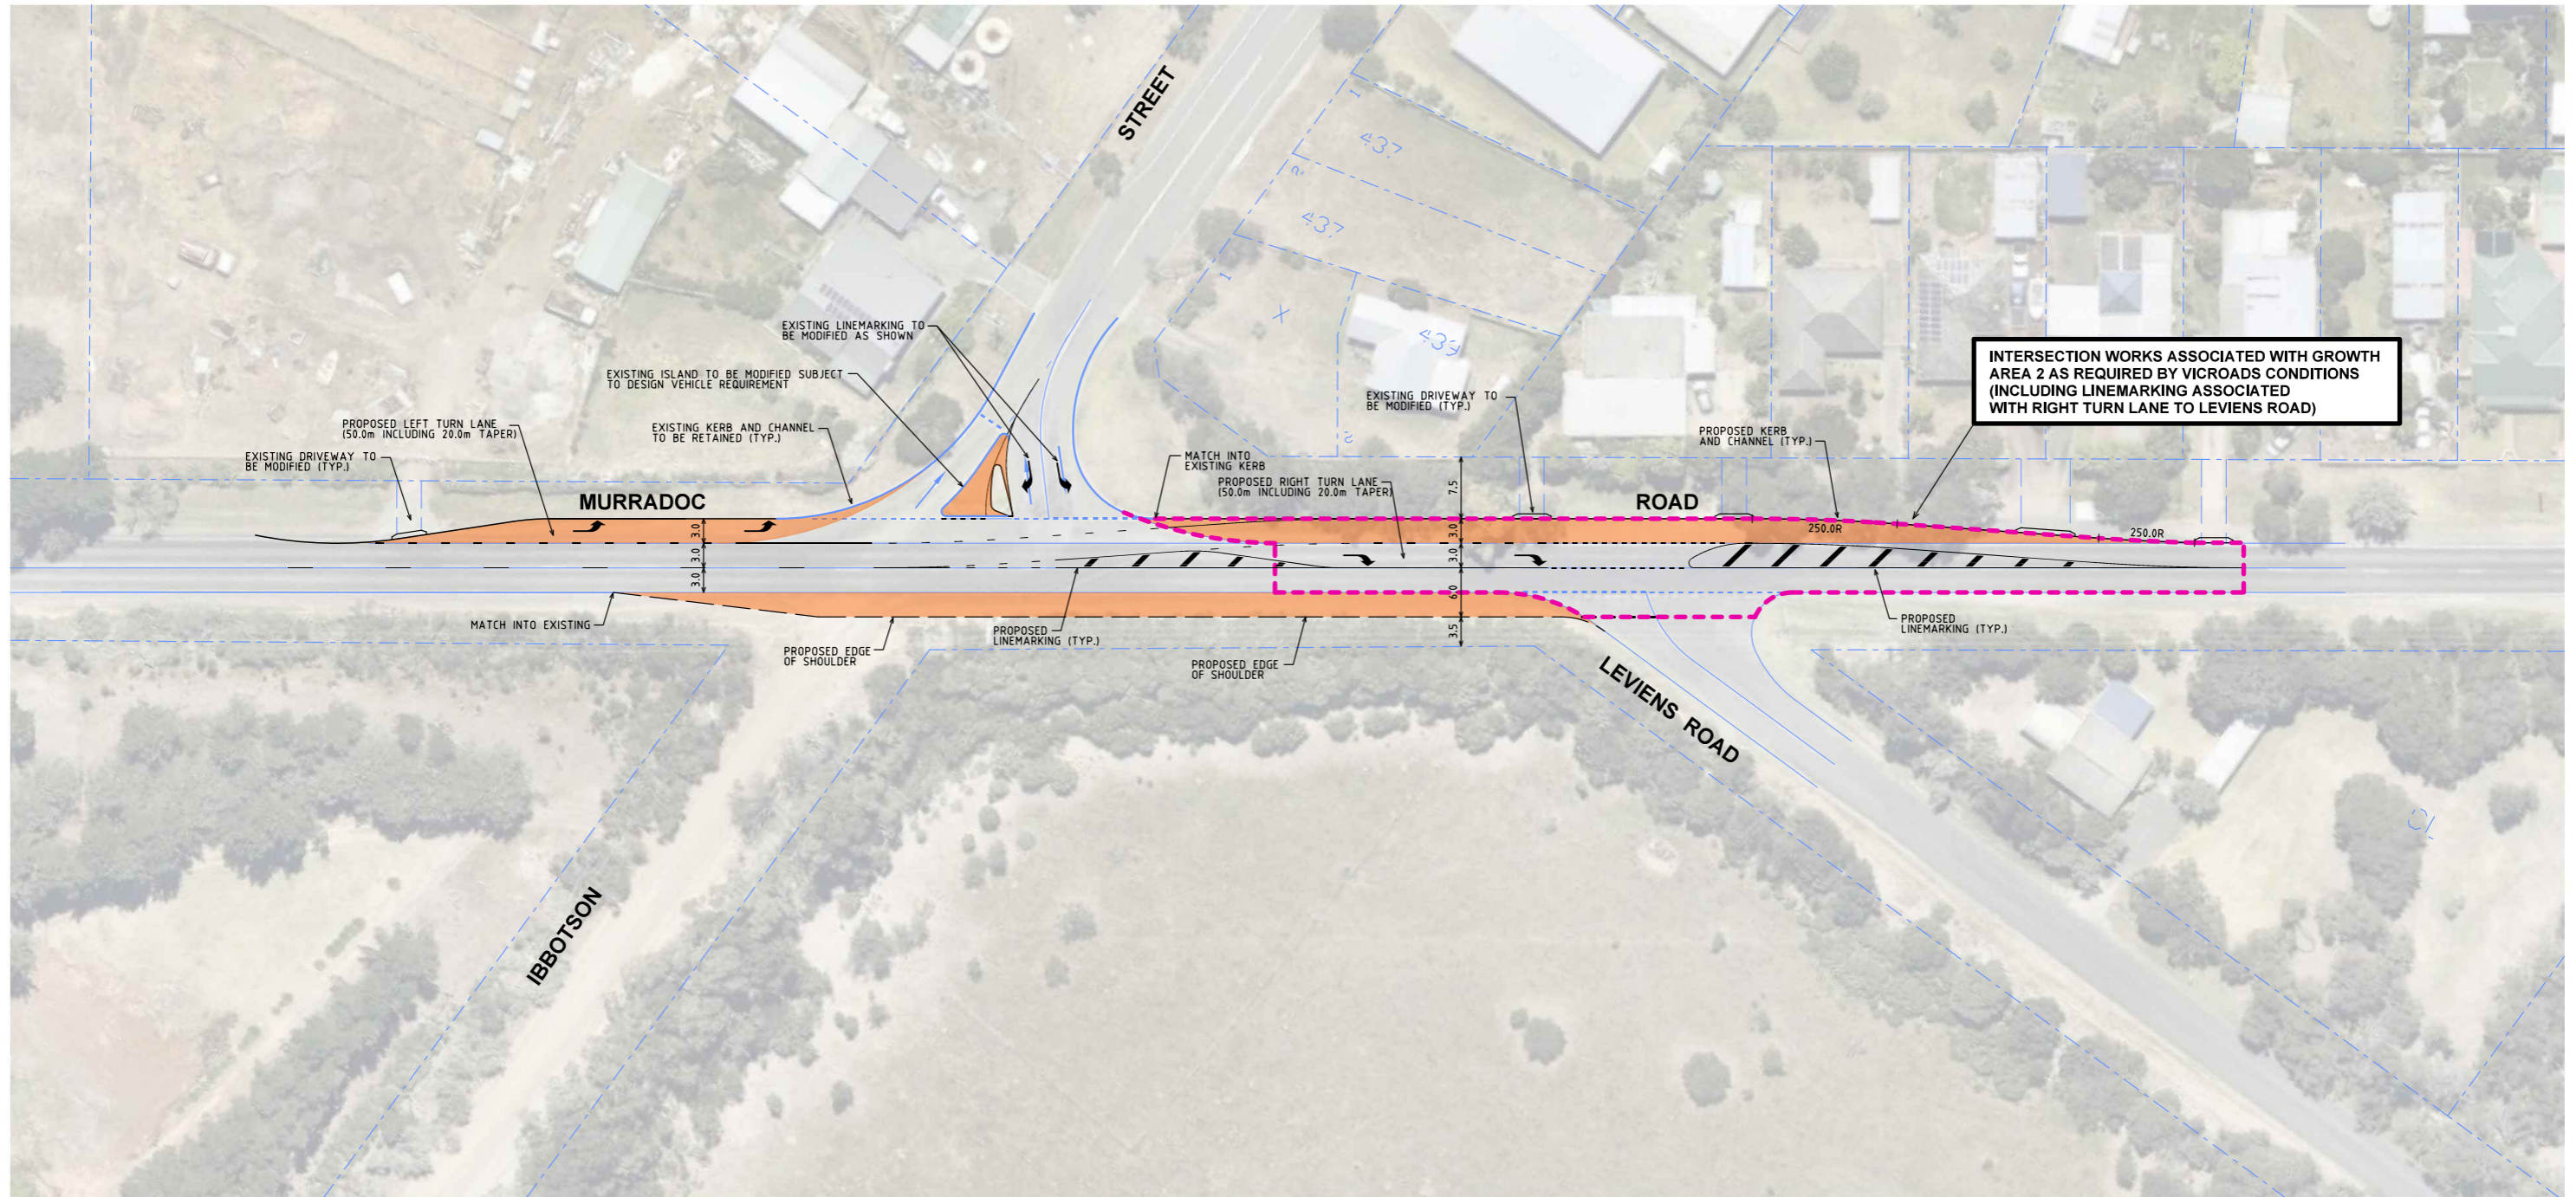 STREET
437
1
2
437
1
X
433
2
EXISTING LINEMARKING TO
BE MODIFIED AS SHOWN
EXISTING ISLAND TO BE MODIFIED SUBJECT
TO DESIGN VEHICLE REQUIREMENT
INTERSECTION WORKS ASSOCIATED WITH GROWTH
AREA 2 AS REQUIRED BY VICROADS CONDITIONS
(INCLUDING LINEMARKING ASSOCIATED
WITH RIGHT TURN LANE TO LEVIENS ROAD)
PROPOSED LEFT TURN LANE
(50.0m INCLUDING 20.0m TAPER)
EXISTING KERB AND CHANNEL
TO BE RETAINED (TYP.)
EXISTING DRIVEWAY TO
BE MODIFIED (TYP.)
EXISTING DRIVEWAY TO
BE MODIFIED (TYP.)
PROPOSED KERB
AND CHANNEL (TYP.)
MATCH INTO
EXISTING KERB
PROPOSED RIGHT TURN LANE
(50.0m INCLUDING 20.0m TAPER)
MURRADOC
ROAD
7.5
3.0
3.0
3.0
3.0
3.0
6.0
3.5
250.0R
250.0R
MATCH INTO EXISTING
PROPOSED EDGE
OF SHOULDER
PROPOSED
LINEMARKING (TYP.)
PROPOSED EDGE
OF SHOULDER
PROPOSED
LINEMARKING (TYP.)
LEVIENS ROAD
IBBOTSON